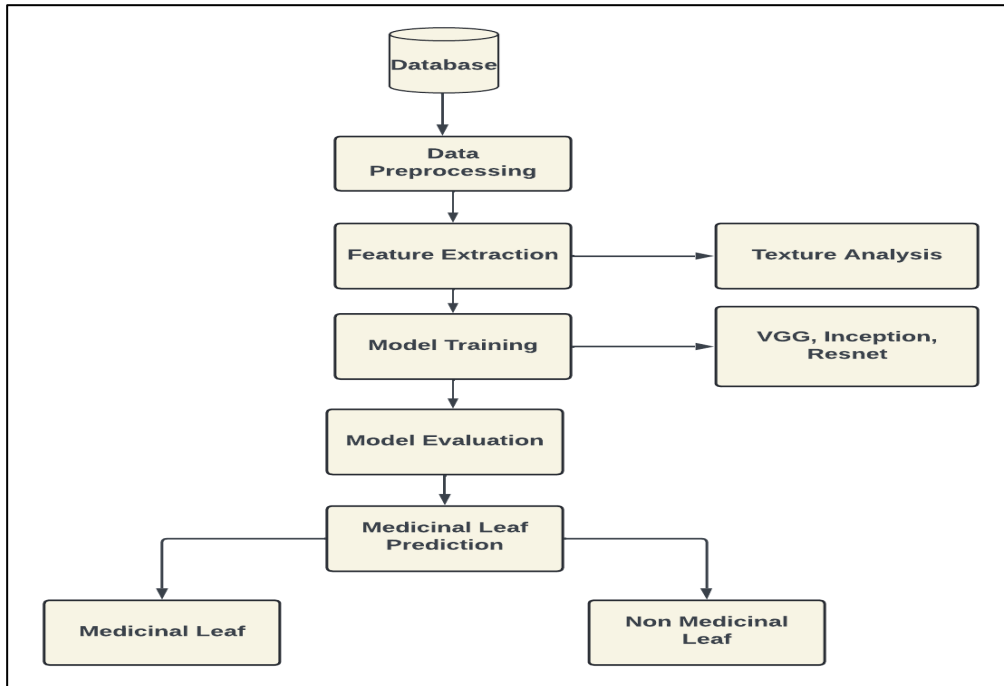 Database
Data
Preprocessing
Feature Extraction
Texture Analysis
Model Training
VGG, Inception,
Resnet
Model Evaluation
Medicinal Leaf
Prediction
Medicinal Leaf
Non Medicinal
Leaf